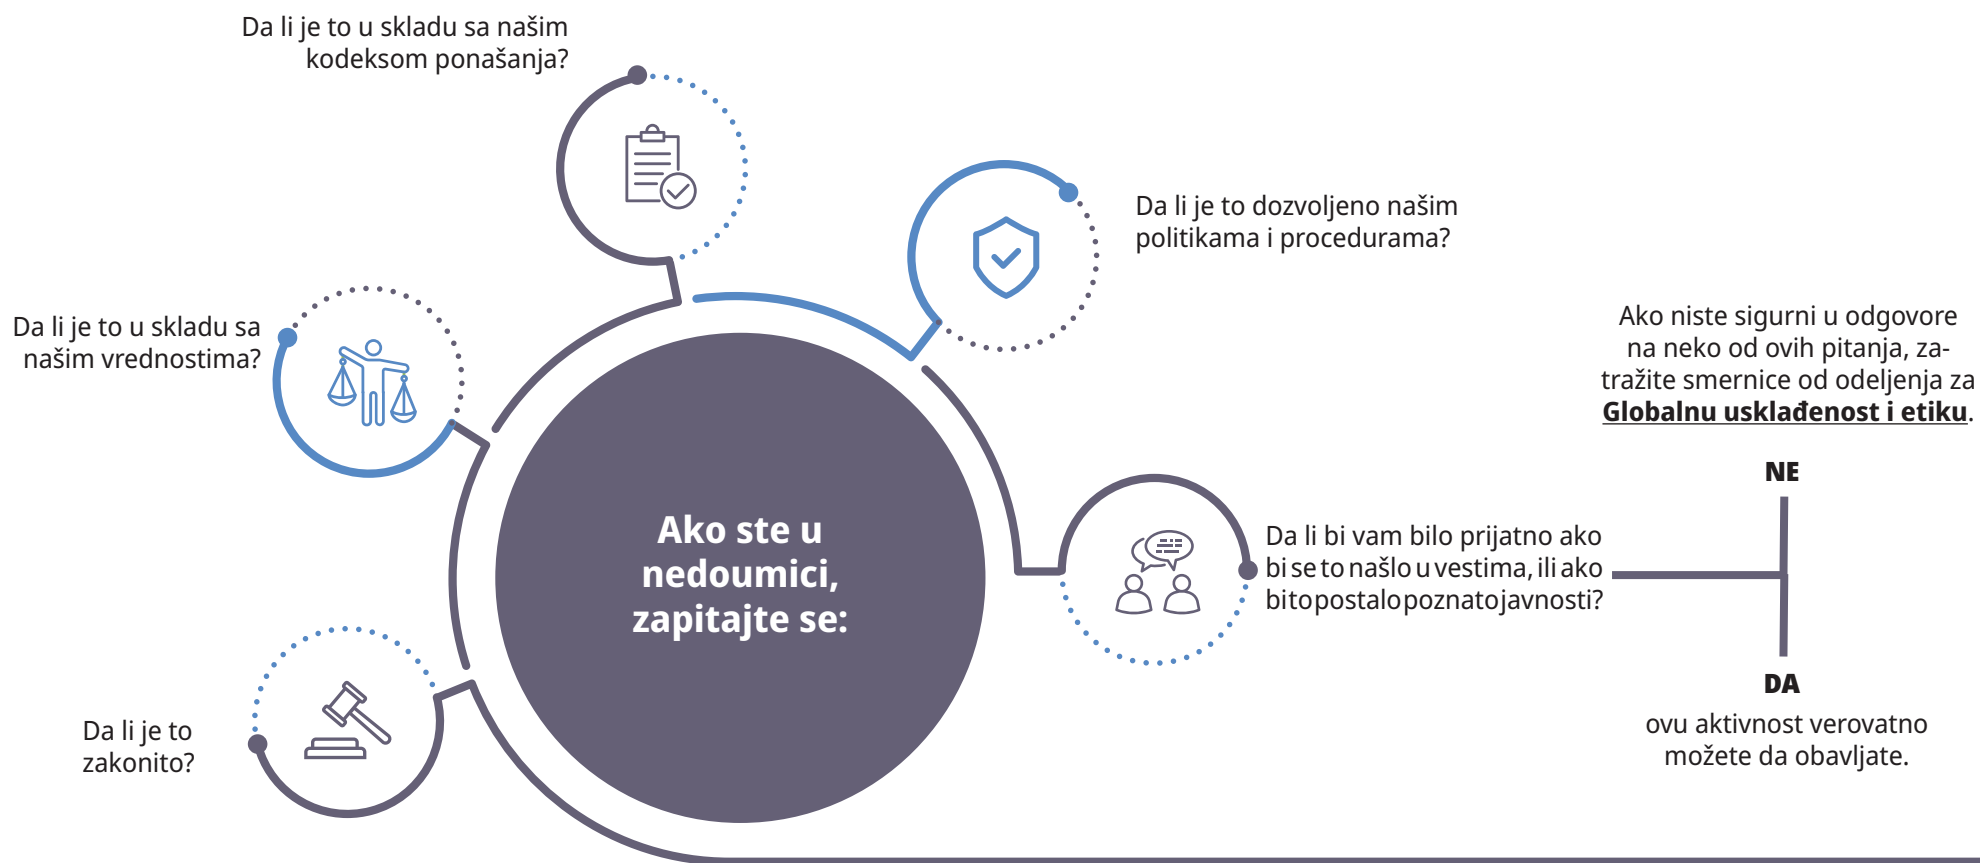 Da li je to u skladu sa našim
kodeksom ponašanja?
Da li je to dozvoljeno našim
politikama i procedurama?
Da li je to u skladu sa
našim vrednostima?
Ako niste sigurni u odgovore
na neko od ovih pitanja, za-
tražite smernice od odeljenja za
Globalnu usklađenost i etiku.
NE
Ako ste u
nedoumici,
zapitajte se:
Da li bi vam bilo prijatno ako
bi se to našlo u vestima, ili ako
bi to postalo poznato javnosti?
DA
ovu aktivnost verovatno
možete da obavljate.
Da li je to
zakonito?